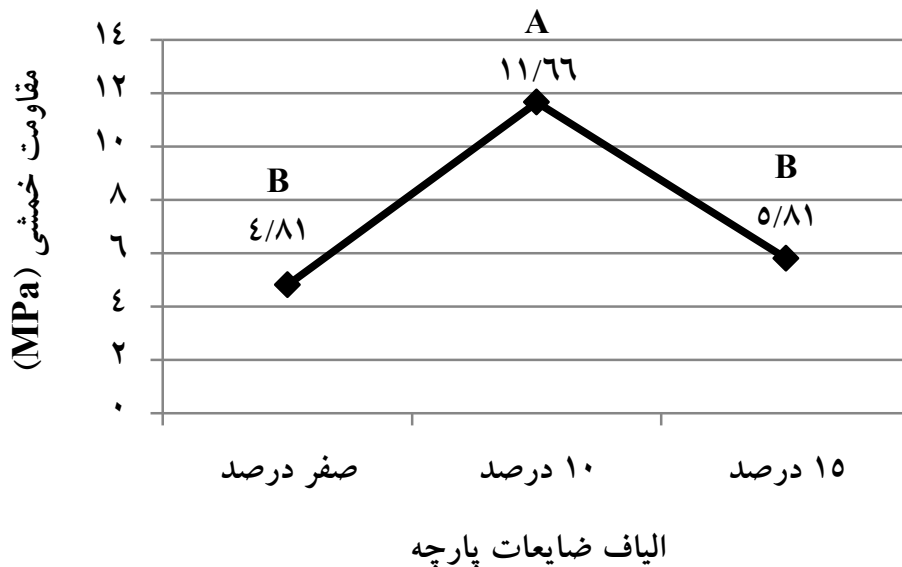 مقاومت خمشی (MPa)
١٤
١٢
١٠
٨
٦
٤
٢
٠
A
١١/٦٦
B
٤/٨١
B
٥/٨١
صفر درصد
١٠ درصد
١٥ درصد
الیاف ضایعات پارچه